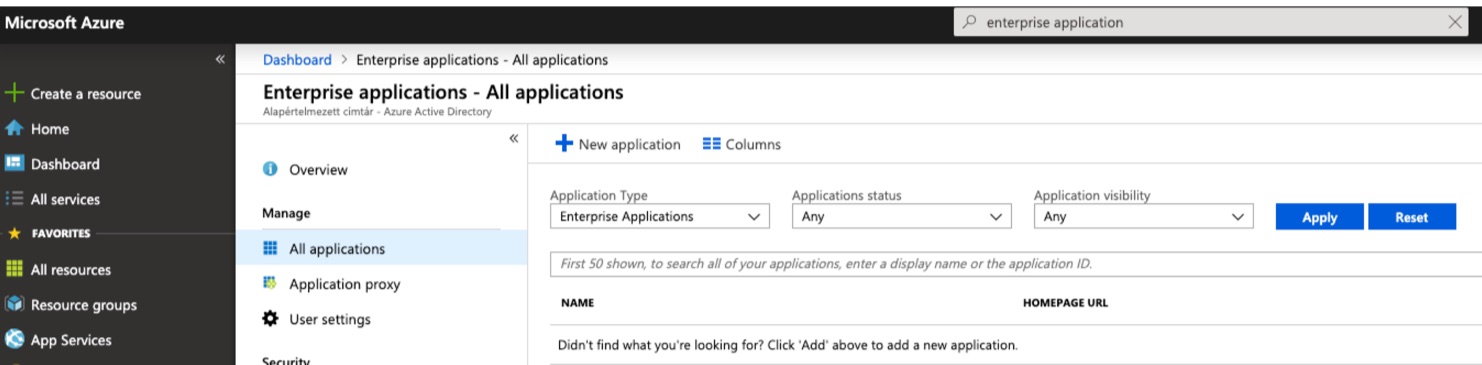 Microsoft Azure
enterprise application
Create a resource
Home
Dashboard
All services
FAVORITES
All resources
Resource groups
App Services
Dashboard > Enterprise applications - All applications
Enterprise applications - All applications
Alapértelmezett címtár - Azure Active Directory
Overview
Manage
All applications
Application proxy
User settings
Security
New application Columns
Application Type Applications status Application visibility
Enterprise Applications Any Any Apply Reset
First 50 shown, to search all of your applications, enter a display name or the application ID.
NAME HOMEPAGE URL
Didn't find what you're looking for? Click 'Add' above to add a new application.